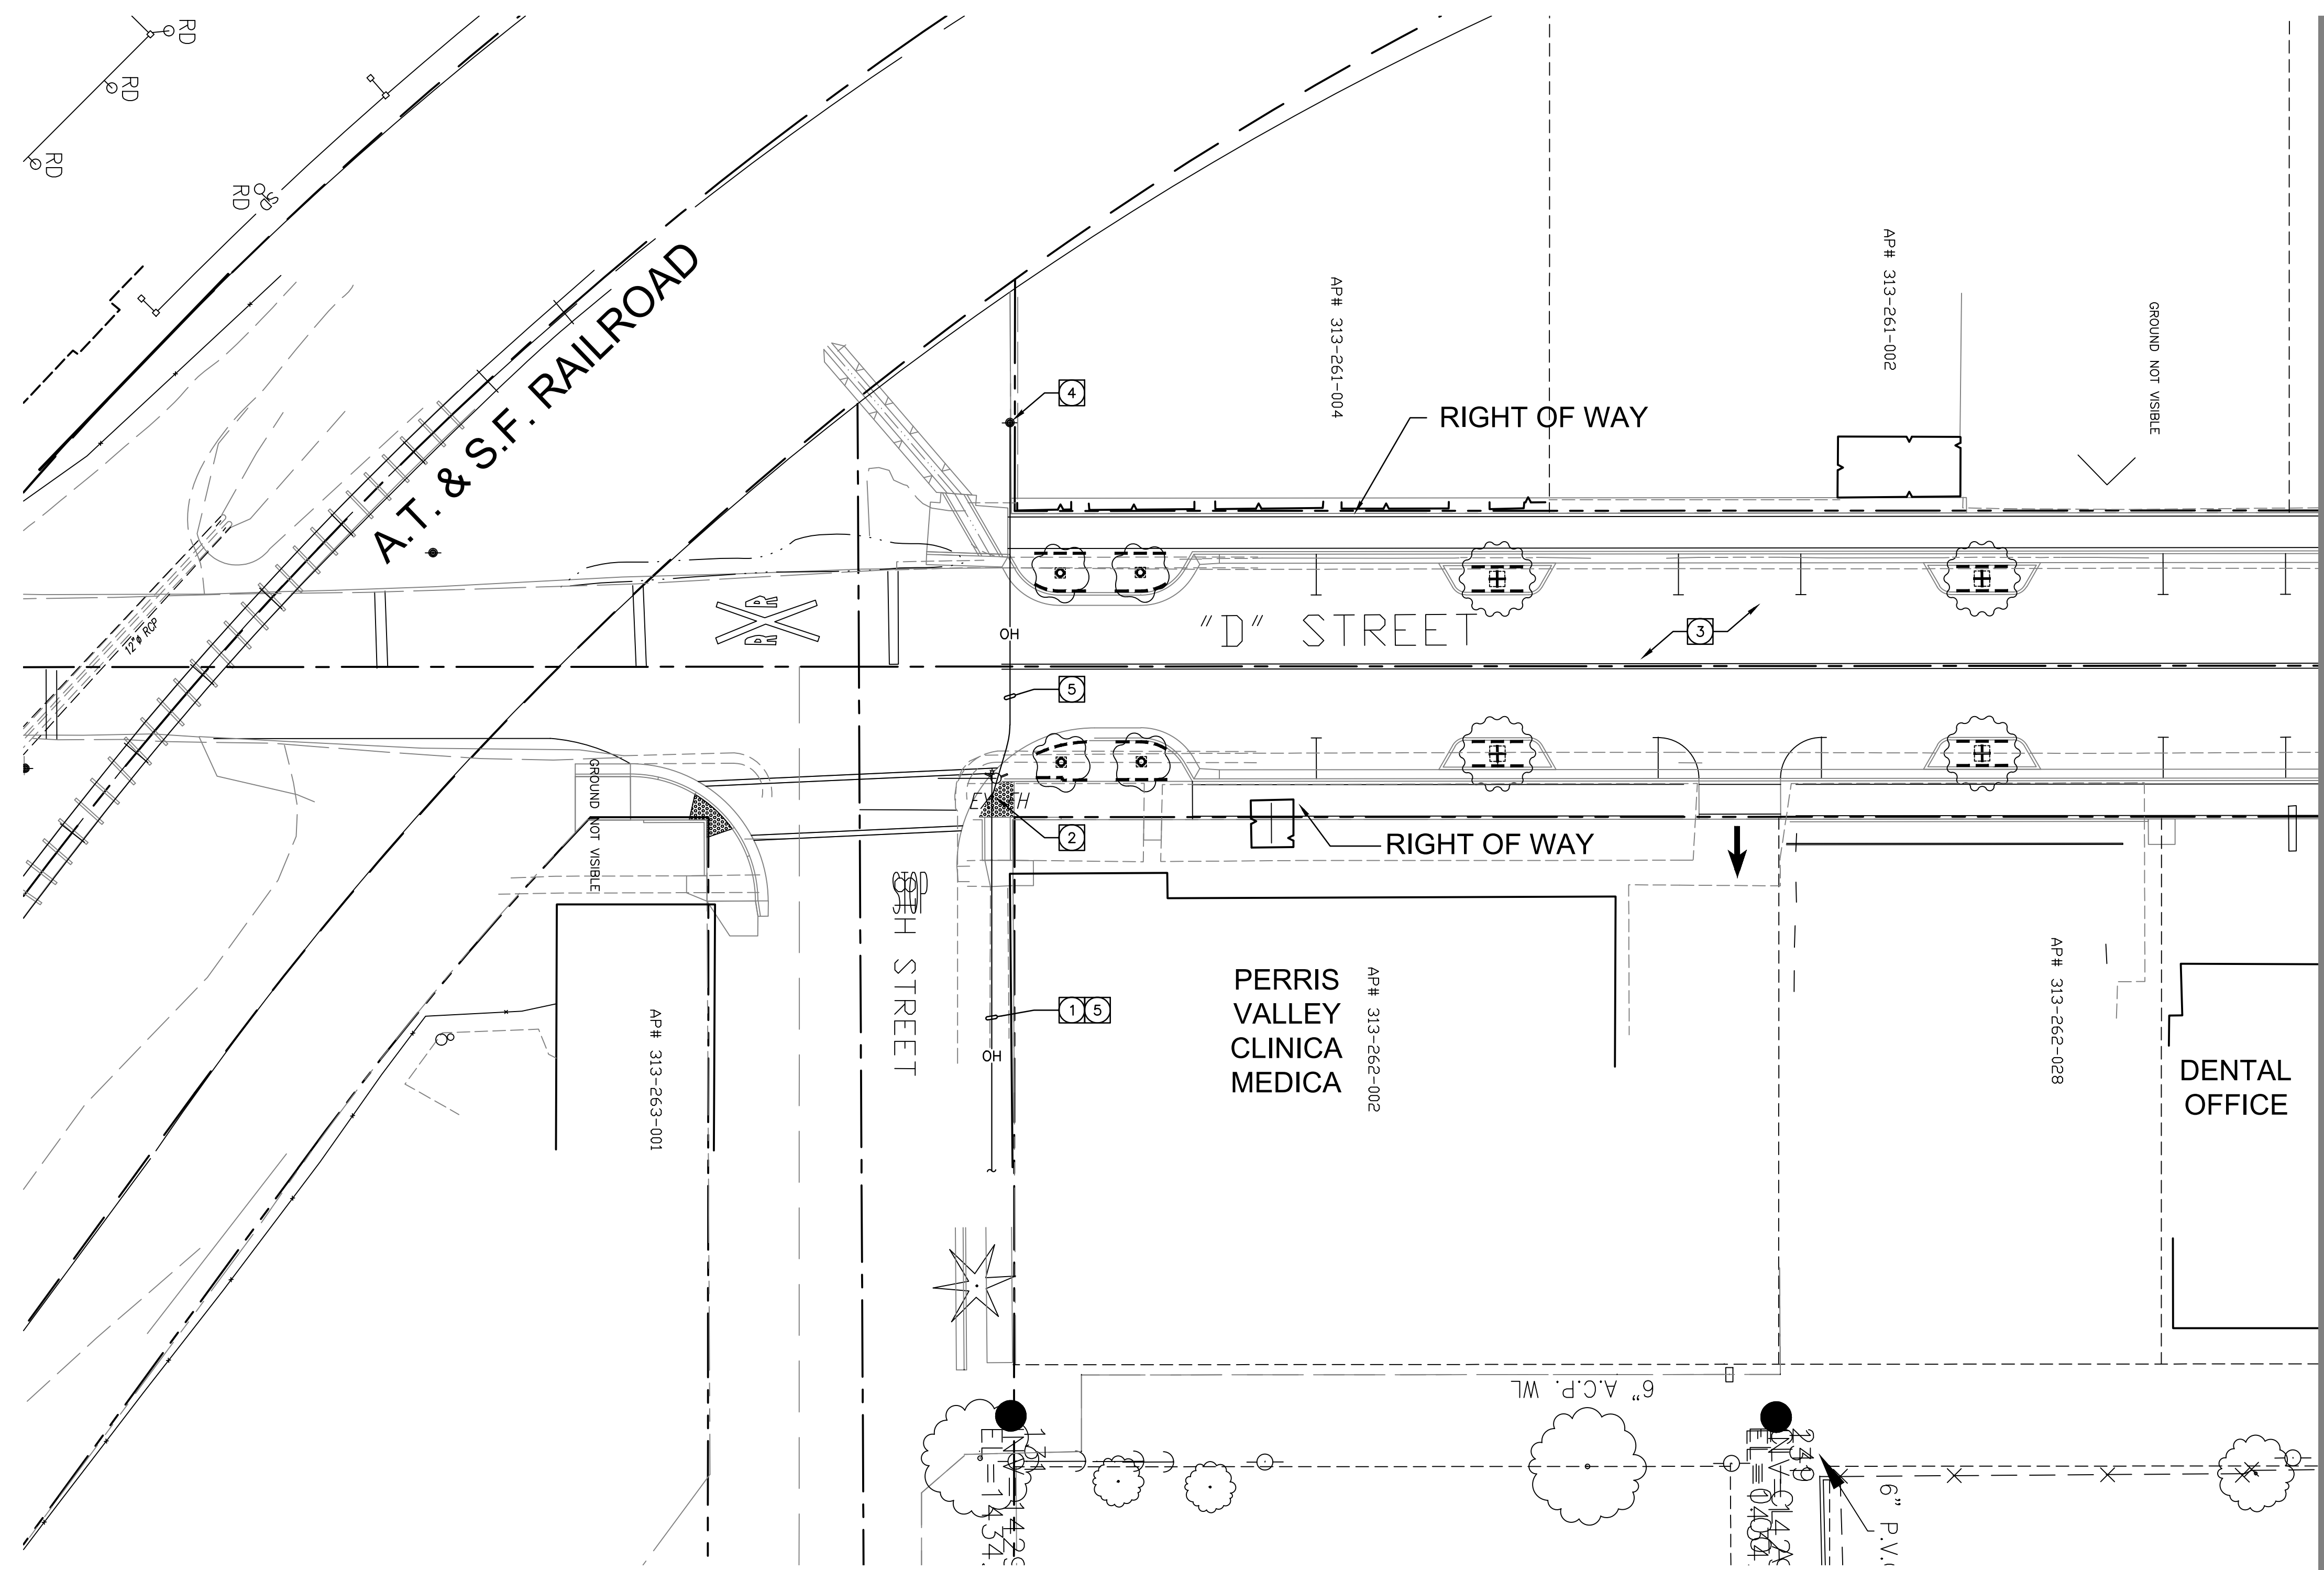 RD
RD
RD
RD
SD
A.T. & S.F. RAILROAD
4
AP# 313-261-004
AP# 313-261-002
GROUND NOT VISIBLE
RIGHT OF WAY
12"ø RCP
R R
OH
"D" STREET
3
5
GROUND NOT VISIBLE
2
RIGHT OF WAY
STOP
STREET
1 5
OH
PERRIS
VALLEY
CLINICA
MEDICA
AP# 313-262-002
AP# 313-262-028
AP# 313-263-001
DENTAL
OFFICE
6" A.C.P. WL
6" P.V.